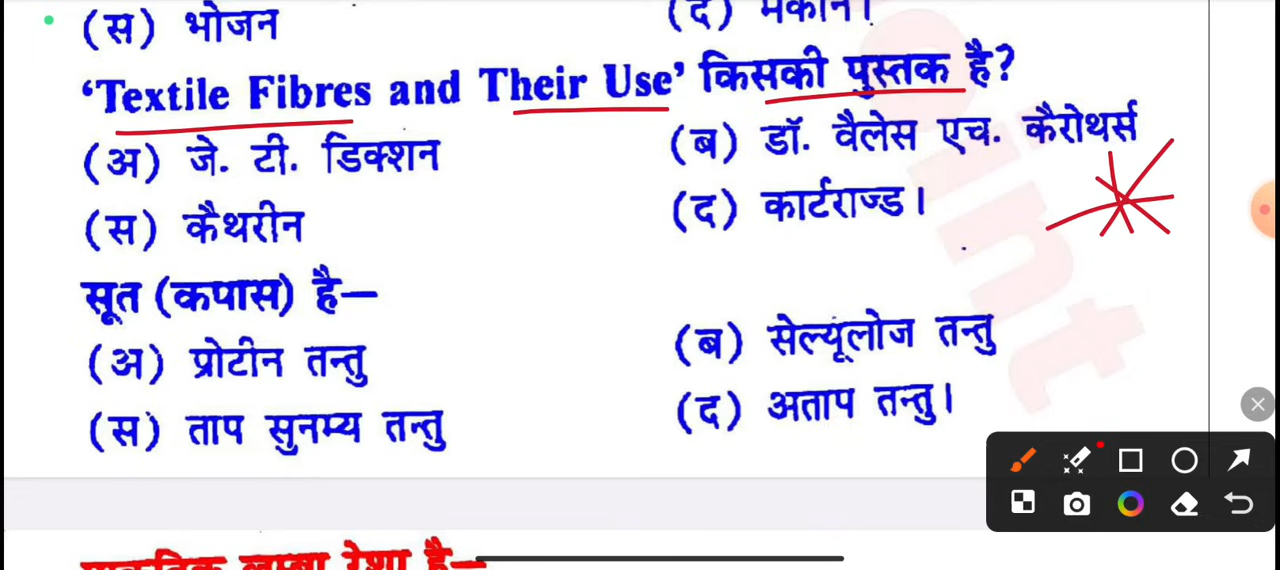 (स) भोजन
(द) मकान।
‘Textile Fibres and Their Use’ किसकी पुस्तक है?
(अ) जे. टी. डिक्शन
(ब) डॉ. वैलेस एच. कैरोथर्स
(स) कैथरीन
(द) कार्टराज्ड।
सूत (कपास) है—
(अ) प्रोटीन तन्तु
(ब) सेल्यूलोज तन्तु
(स) ताप सुनम्य तन्तु
(द) अताप तन्तु।
प्राकृतिक लम्बा रेशा है—